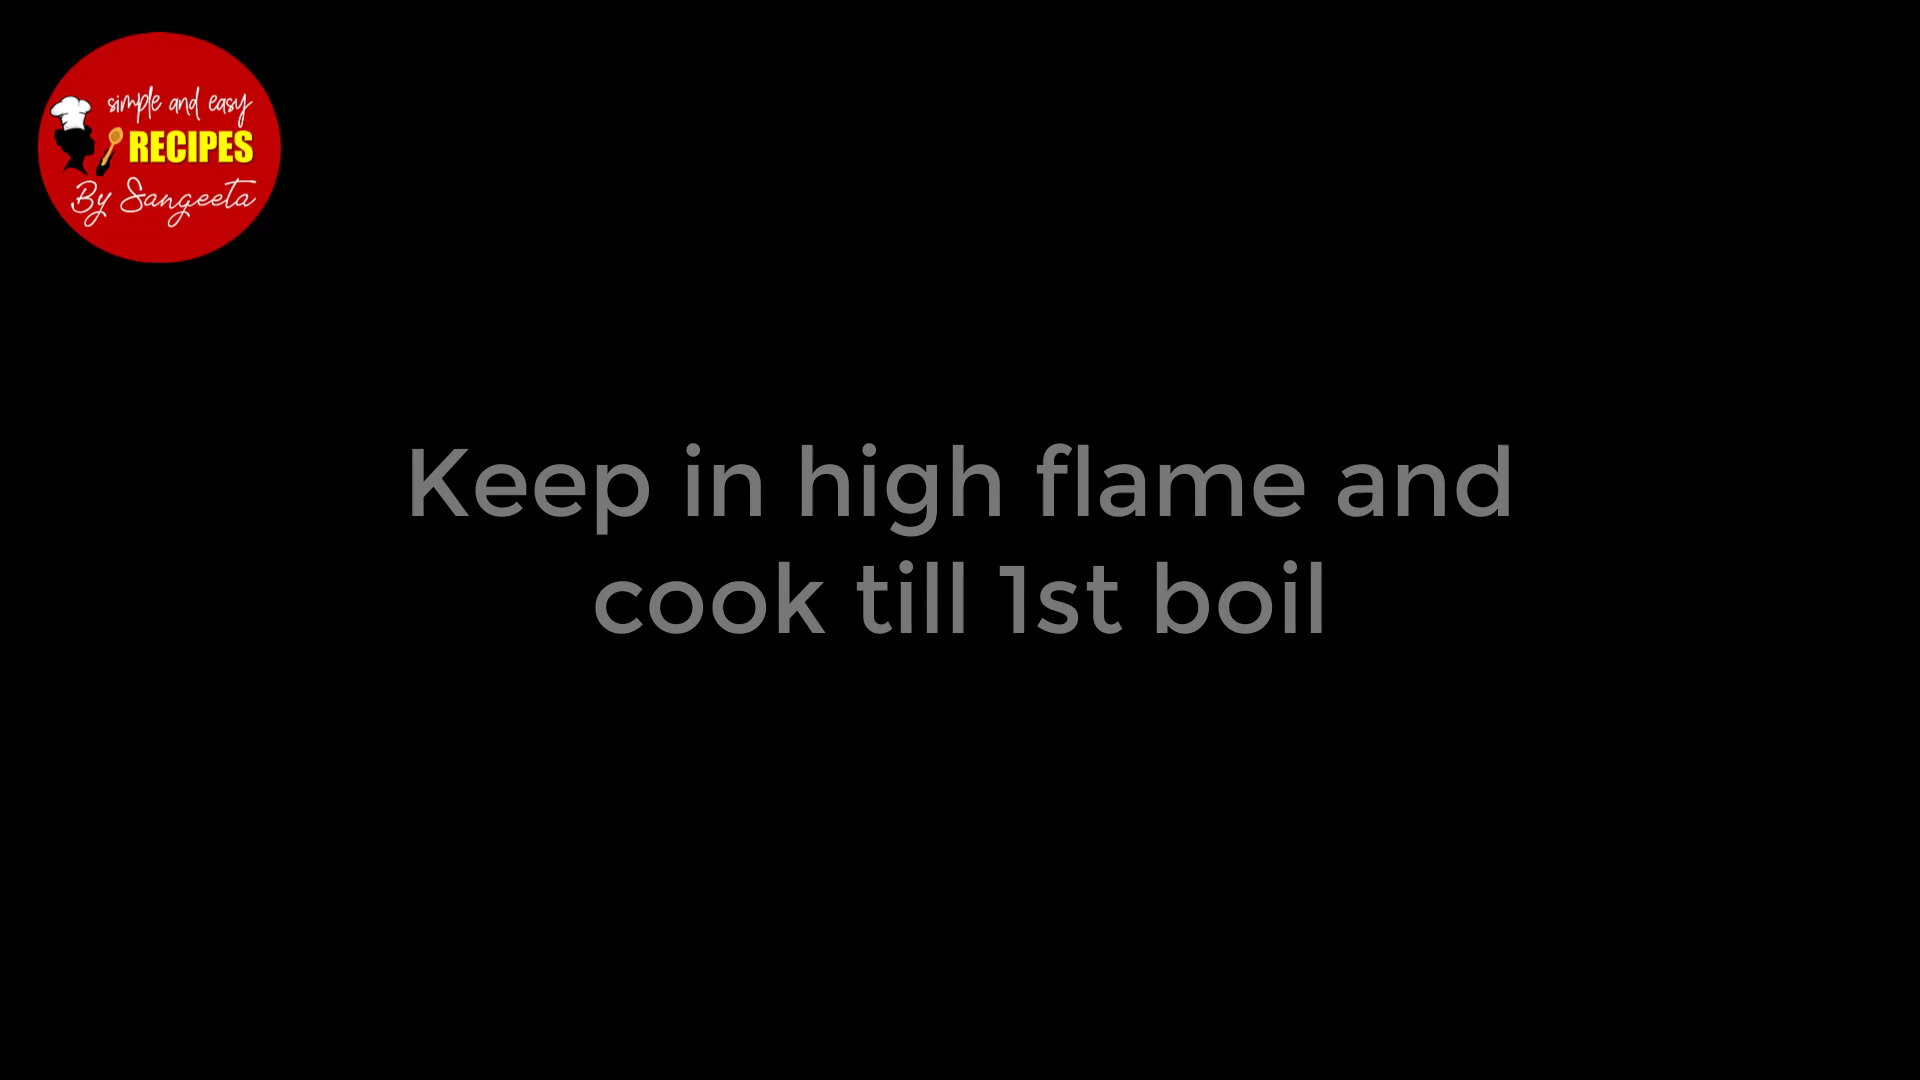 simple and easy
RECIPES
By Sangeeta
Keep in high flame and
cook till 1st boil